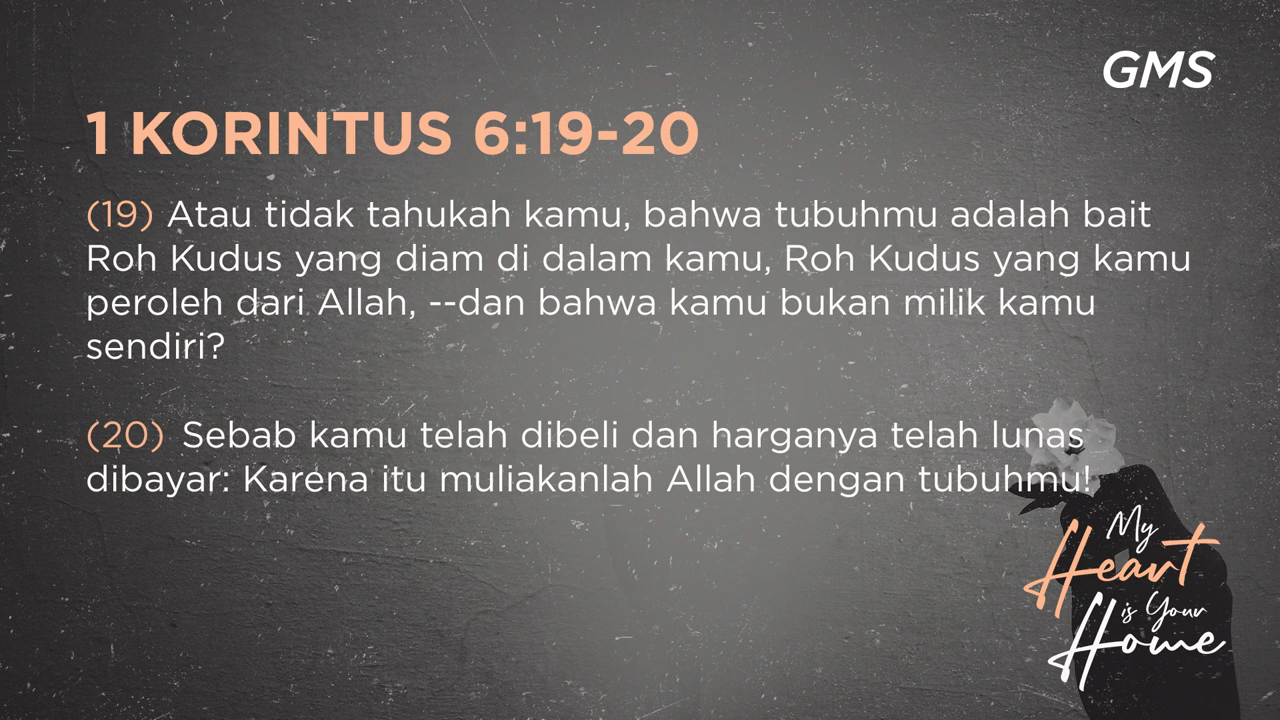 GMS
1 KORINTUS 6:19-20
(19) Atau tidak tahukah kamu, bahwa tubuhmu adalah bait
Roh Kudus yang diam di dalam kamu, Roh Kudus yang kamu
peroleh dari Allah, --dan bahwa kamu bukan milik kamu
sendiri?
(20) Sebab kamu telah dibeli dan harganya telah lunas
dibayar: Karena itu muliakanlah Allah dengan tubuhmu!
My
Heart
is Your
Home